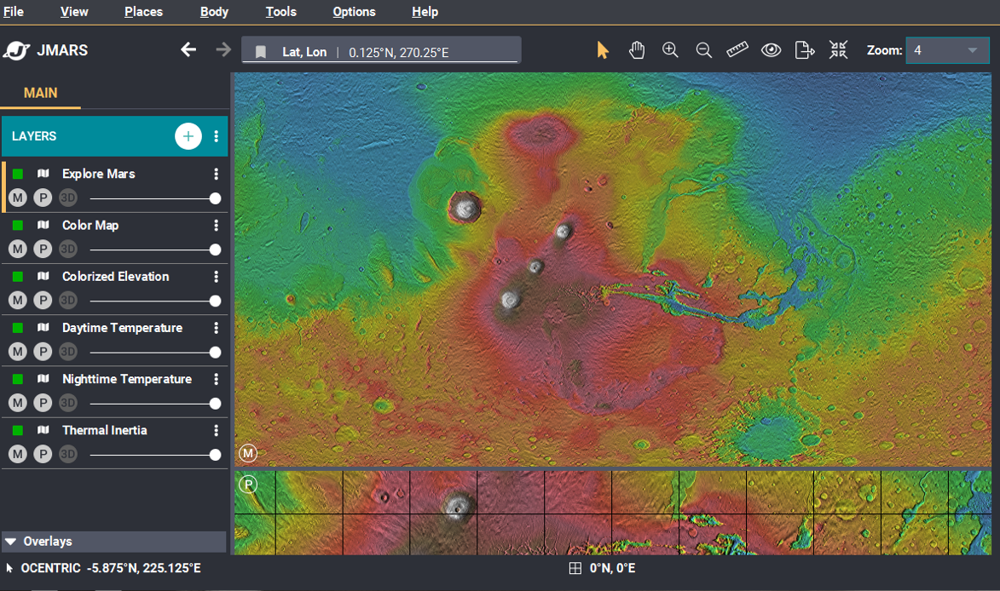 File View Places Body Tools Options Help
JMARS Lat, Lon | 0.125°N, 270.25°E Zoom: 4
MAIN
LAYERS
Explore Mars
M P 3D
Color Map
M P 3D
Colorized Elevation
M P 3D
Daytime Temperature
M P 3D
Nighttime Temperature
M P 3D
Thermal Inertia
M P 3D
M
P
Overlays
OCENTRIC -5.875°N, 225.125°E 0°N, 0°E